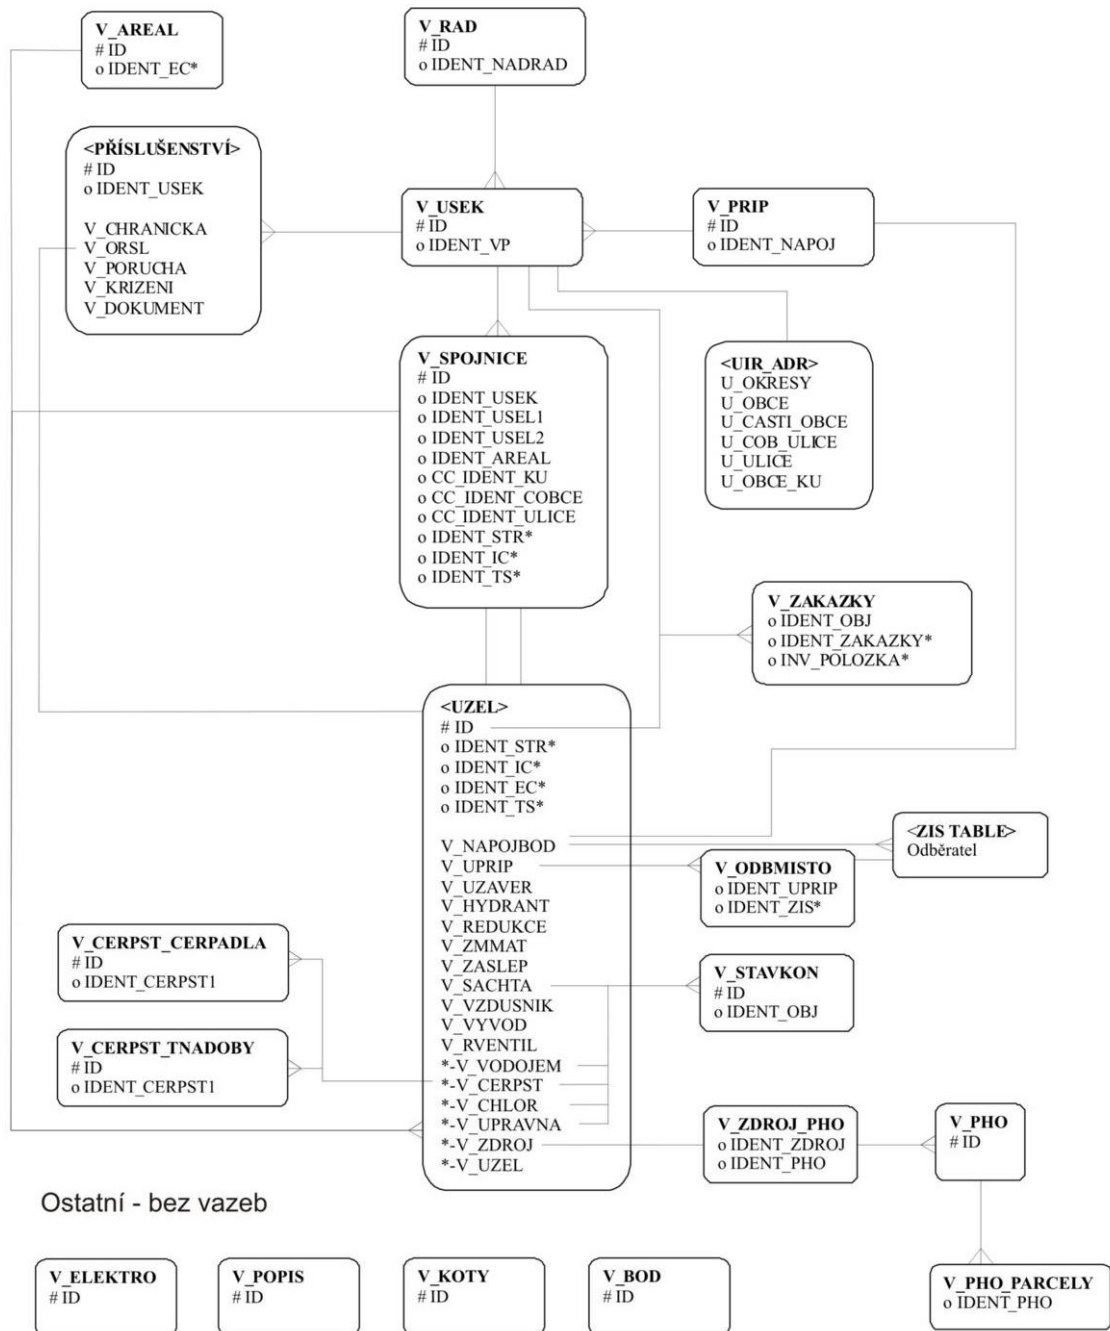 V_AREAL
# ID
o IDENT_EC*
V_RAD
# ID
o IDENT_NADRAD
<PŘÍSLUŠENSTVÍ>
# ID
o IDENT_USEK
V_CHRANICKA
V_ORSL
V_PORUCHA
V_KRIZENI
V_DOKUMENT
V_USEK
# ID
o IDENT_VP
V_PRIP
# ID
o IDENT_NAPOJ
V_SPOJNICE
# ID
o IDENT_USEK
o IDENT_USEL1
o IDENT_USEL2
o IDENT_AREAL
o CC_IDENT_KU
o CC_IDENT_COBCE
o CC_IDENT_ULICE
o IDENT_STR*
o IDENT_IC*
o IDENT_TS*
<UIR_ADR>
U_OKRESY
U_OBCE
U_CASTI_OBCE
U_COB_ULICE
U_ULICE
U_OBCE_KU
V_ZAKAZKY
o IDENT_OBJ
o IDENT_ZAKAZKY*
o INV_POLOZKA*
<UZEL>
# ID
o IDENT_STR*
o IDENT_IC*
o IDENT_EC*
o IDENT_TS*
V_NAPOJBOD
V_UPRIP
V_UZAVER
V_HYDRANT
V_REDUKCE
V_ZMMAT
V_ZASLEP
V_SACHTA
V_VZDUSNIK
V_VYVOD
V_RVENTIL
*-V_VODOJEM
*-V_CERPST
*-V_CHLOR
*-V_UPRAVNA
*-V_ZDROJ
*-V_UZEL
<ZIS TABLE>
Odběratel
V_ODBMISTO
o IDENT_UPRIP
o IDENT_ZIS*
V_CERPST_CERPADLA
# ID
o IDENT_CERPST1
V_STAVKON
# ID
o IDENT_OBJ
V_CERPST_TNADOBY
# ID
o IDENT_CERPST1
V_ZDROJ_PHO
o IDENT_ZDROJ
o IDENT_PHO
V_PHO
# ID
Ostatní - bez vazeb
V_ELEKTRO
# ID
V_POPIS
# ID
V_KOTY
# ID
V_BOD
# ID
V_PHO_PARCELY
o IDENT_PHO